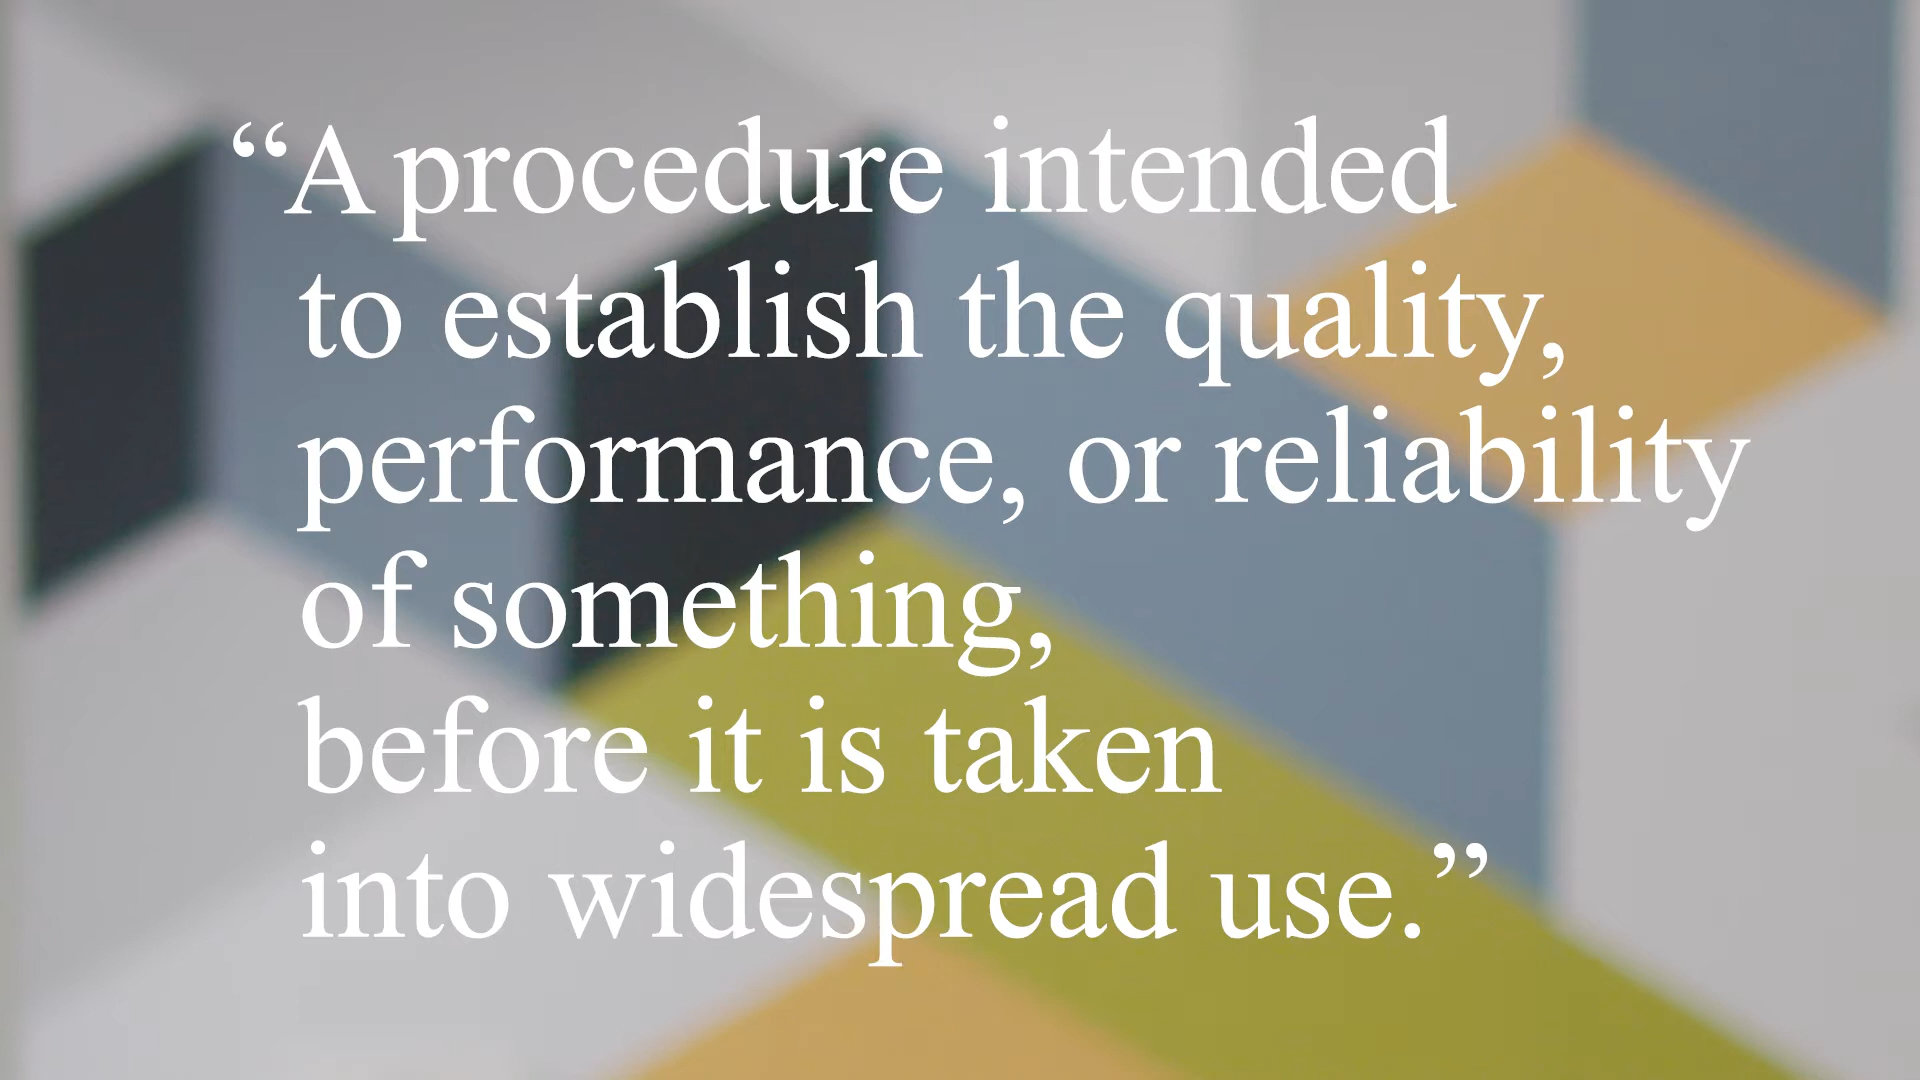 “A procedure intended
to establish the quality,
performance, or reliability
of something,
before it is taken
into widespread use.”